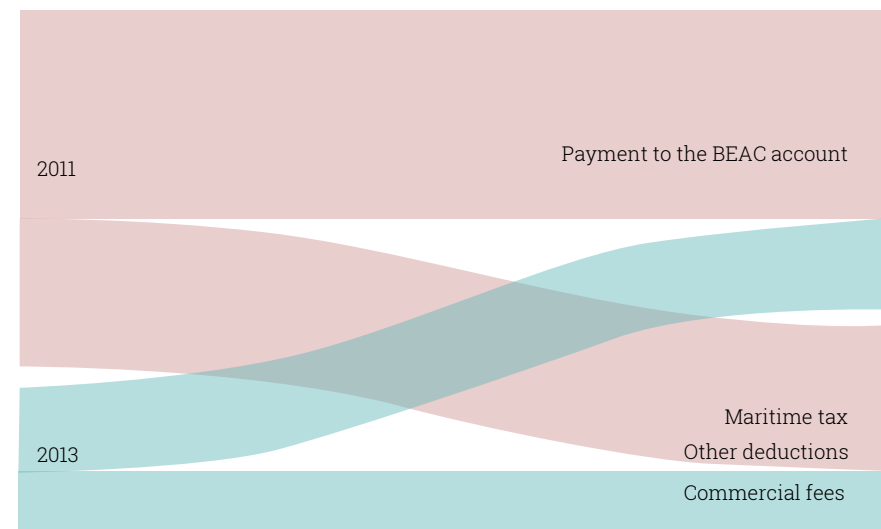 Payment to the BEAC account
2011
Maritime tax
Other deductions
2013
Commercial fees